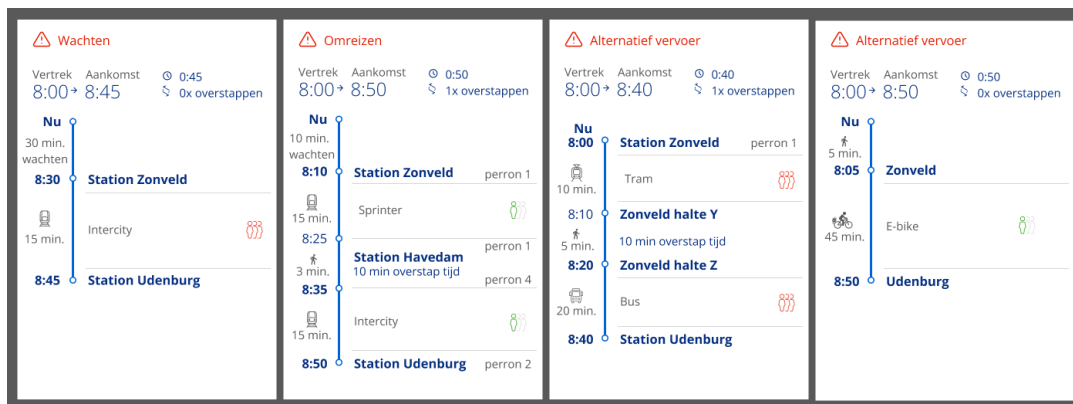 Wachten
Vertrek Aankomst 0:45
8:00 → 8:45 0x overstappen
Nu
30 min.
wachten
8:30 Station Zonveld
Intercity
15 min.
8:45 Station Udenburg
Omreizen
Vertrek Aankomst 0:50
8:00 → 8:50 1x overstappen
Nu
10 min.
wachten
8:10 Station Zonveld perron 1
Sprinter
15 min.
8:25 perron 1
Station Havedam
3 min. 10 min overstap tijd
8:35 perron 4
Intercity
15 min.
8:50 Station Udenburg perron 2
Alternatief vervoer
Vertrek Aankomst 0:40
8:00 → 8:40 1x overstappen
Nu
8:00 Station Zonveld perron 1
Tram
10 min.
8:10 Zonveld halte Y
5 min. 10 min overstap tijd
8:20 Zonveld halte Z
Bus
20 min.
8:40 Station Udenburg
Alternatief vervoer
Vertrek Aankomst 0:50
8:00 → 8:50 0x overstappen
Nu
5 min.
8:05 Zonveld
E-bike
45 min.
8:50 Udenburg